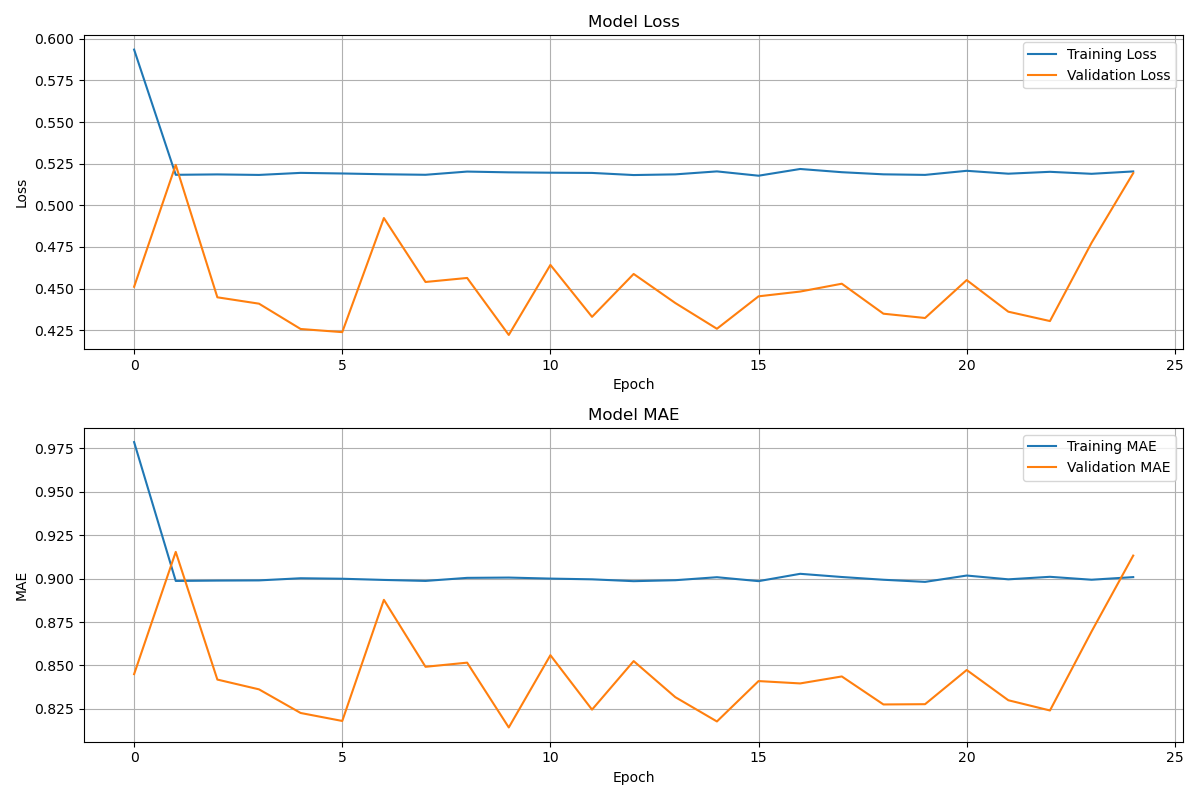 Model Loss
0.600
0.575
0.550
0.525
0.500
0.475
0.450
0.425
Loss
Training Loss
Validation Loss
0 5 10 15 20 25
Epoch
Model MAE
0.975
0.950
0.925
0.900
0.875
0.850
0.825
MAE
Training MAE
Validation MAE
0 5 10 15 20 25
Epoch